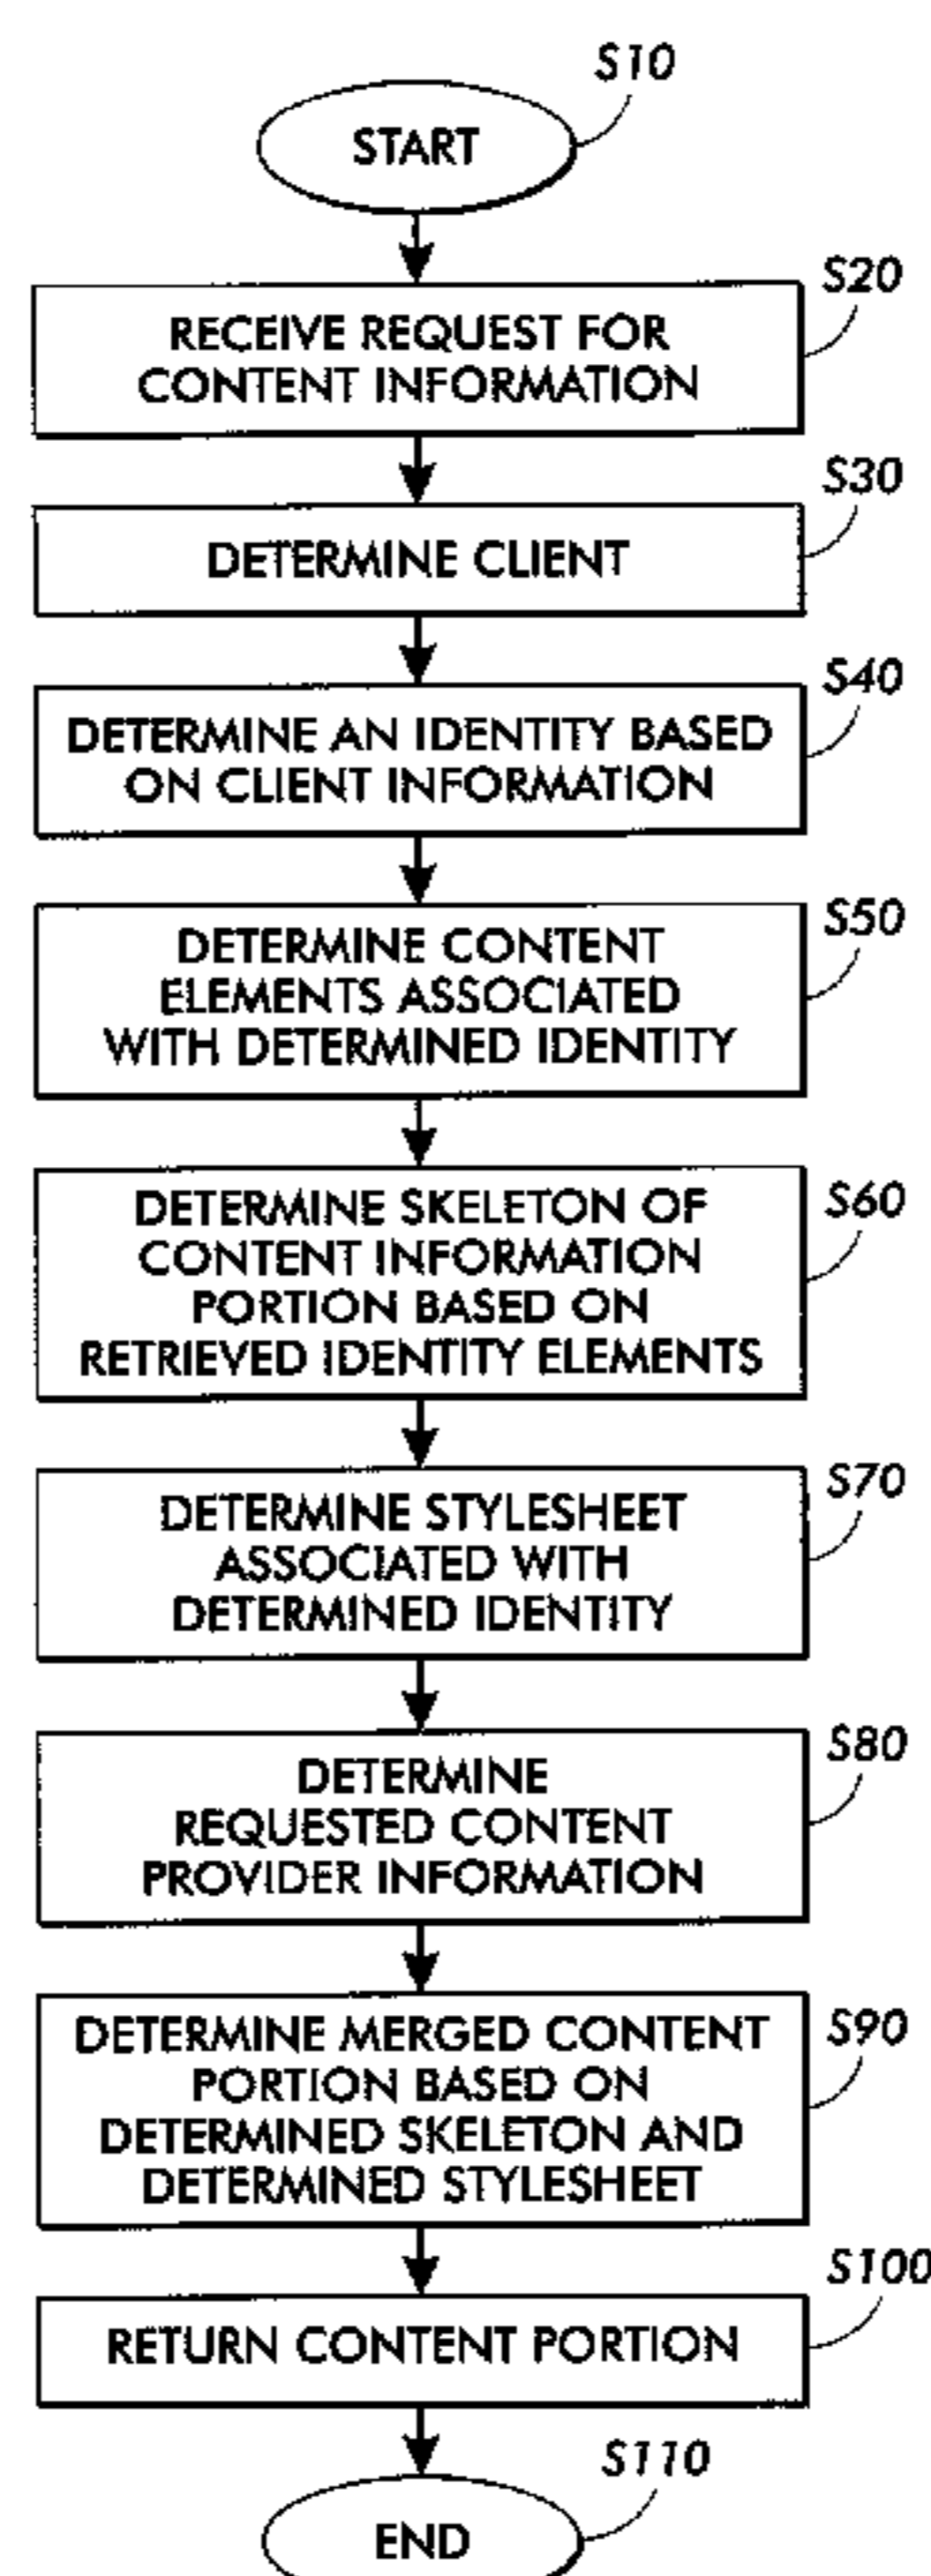 S10
START
S20
RECEIVE REQUEST FOR
CONTENT INFORMATION
S30
DETERMINE CLIENT
S40
DETERMINE AN IDENTITY BASED
ON CLIENT INFORMATION
S50
DETERMINE CONTENT
ELEMENTS ASSOCIATED
WITH DETERMINED IDENTITY
S60
DETERMINE SKELETON OF
CONTENT INFORMATION
PORTION BASED ON
RETRIEVED IDENTITY ELEMENTS
S70
DETERMINE STYLESHEET
ASSOCIATED WITH
DETERMINED IDENTITY
S80
DETERMINE
REQUESTED CONTENT
PROVIDER INFORMATION
S90
DETERMINE MERGED CONTENT
PORTION BASED ON
DETERMINED SKELETON AND
DETERMINED STYLESHEET
S100
RETURN CONTENT PORTION
S110
END